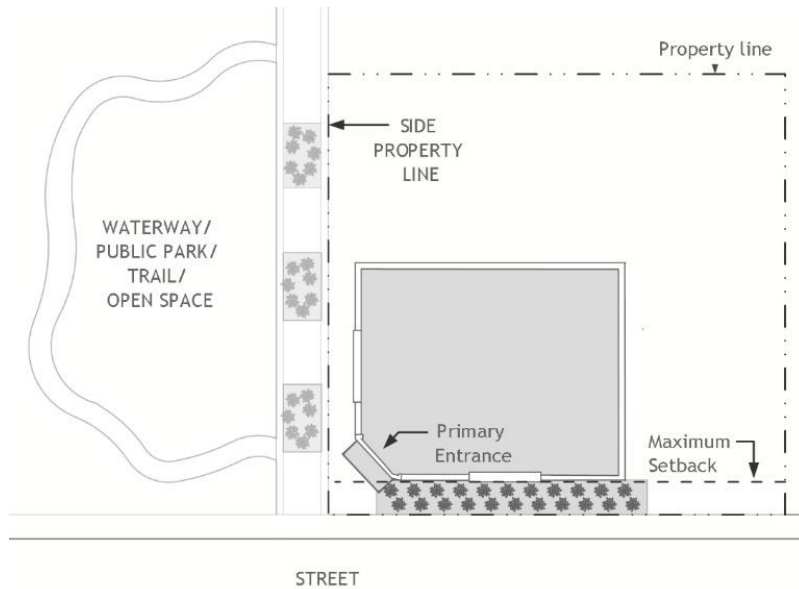 Property line
SIDE
PROPERTY
LINE
WATERWAY/
PUBLIC PARK/
TRAIL/
OPEN SPACE
Primary
Entrance
Maximum
Setback
STREET